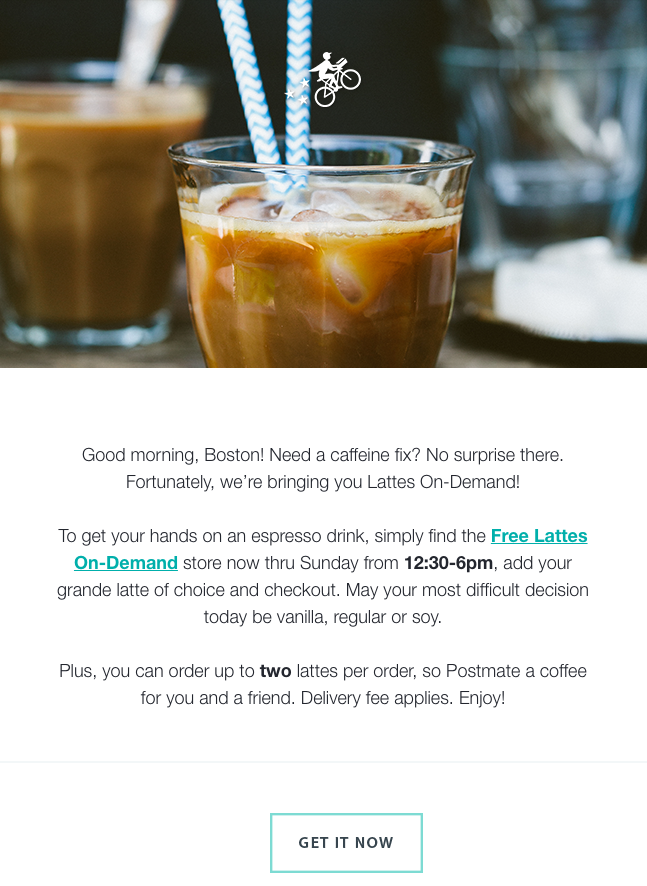 Good morning, Boston! Need a caffeine fix? No surprise there.
Fortunately, we’re bringing you Lattes On-Demand!
To get your hands on an espresso drink, simply find the Free Lattes
On-Demand store now thru Sunday from 12:30-6pm, add your
grande latte of choice and checkout. May your most difficult decision
today be vanilla, regular or soy.
Plus, you can order up to two lattes per order, so Postmate a coffee
for you and a friend. Delivery fee applies. Enjoy!
GET IT NOW